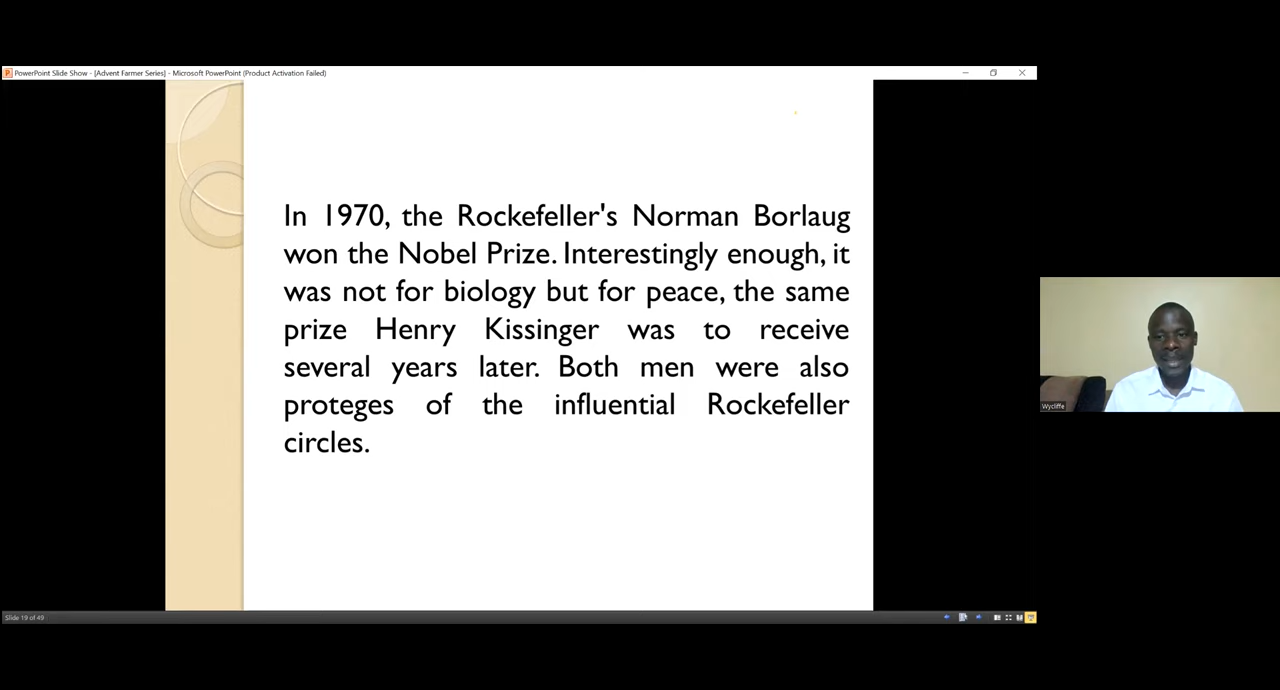 PowerPoint Slide Show - [Advent Farmer Series] - Microsoft PowerPoint (Product Activation Failed)
In 1970, the Rockefeller's Norman Borlaug
won the Nobel Prize. Interestingly enough, it
was not for biology but for peace, the same
prize Henry Kissinger was to receive
several years later. Both men were also
proteges of the influential Rockefeller
circles.
Wycliffe
Slide 19 of 49